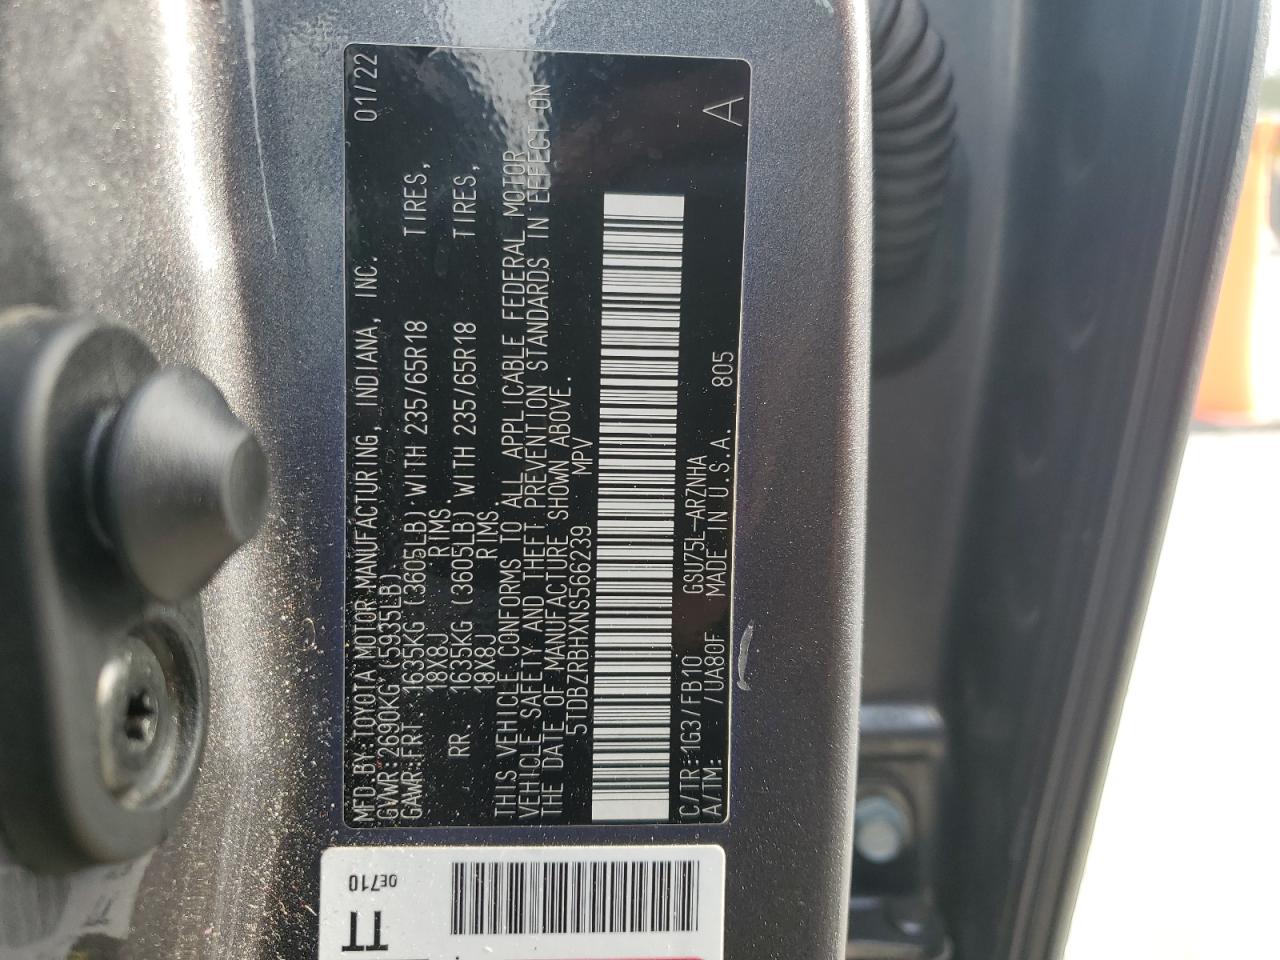 MFD.BY:TOYOTA MOTOR MANUFACTURING, INDIANA, INC. 01/22
GVWR:2690KG(5935LB)
GAWR:FRT 1635KG (3605LB) WITH 235/65R18 TIRES,
18X8J RIMS.
RR. 1635KG (3605LB) WITH 235/65R18 TIRES,
18X8J RIMS
THIS VEHICLE CONFORMS TO ALL APPLICABLE FEDERAL MOTOR
VEHICLE SAFETY AND THEFT PREVENTION STANDARDS IN EFFECT ON
THE DATE OF MANUFACTURE SHOWN ABOVE.
5TDBZRBHXNS566239 MPV
C/TR:1G3/FB10 GSU75L-ARZNHA
A/TM: /UA80F MADE IN U.S.A. 805 A
0E710
TT